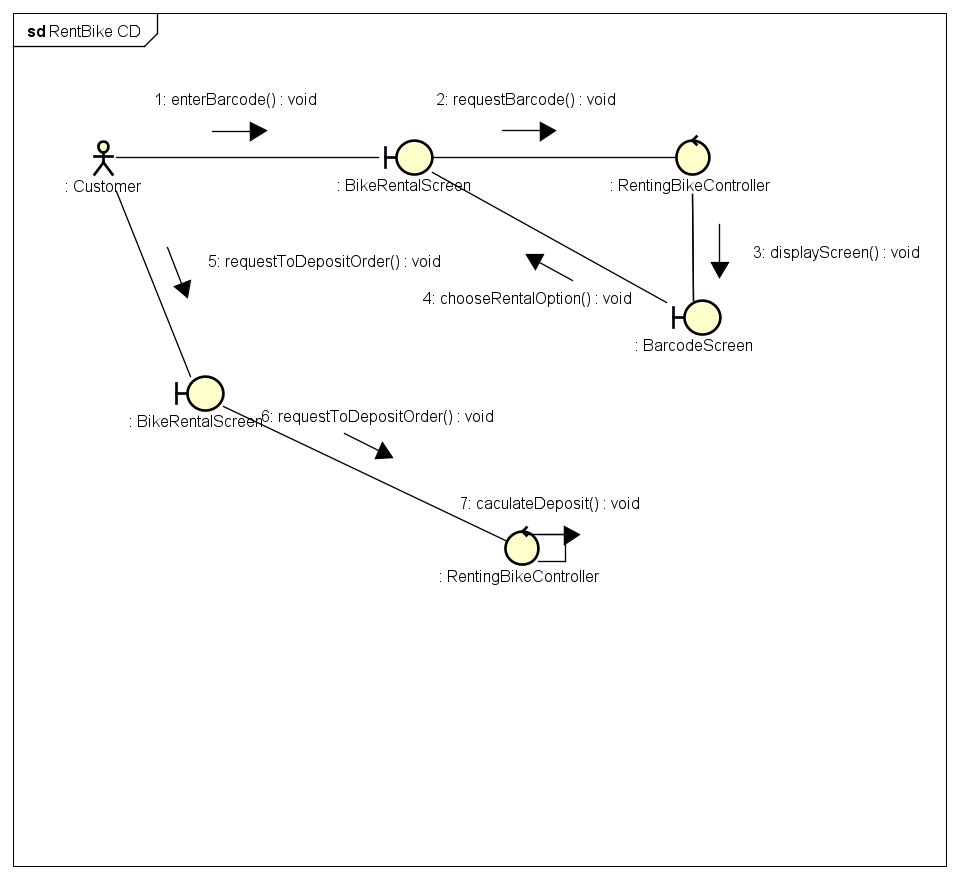 sd RentBike CD
1: enterBarcode() : void
2: requestBarcode() : void
: Customer
: BikeRentalScreen
: RentingBikeController
3: displayScreen() : void
5: requestToDepositOrder() : void
4: chooseRentalOption() : void
: BarcodeScreen
: BikeRentalScreen
6: requestToDepositOrder() : void
7: caculateDeposit() : void
: RentingBikeController